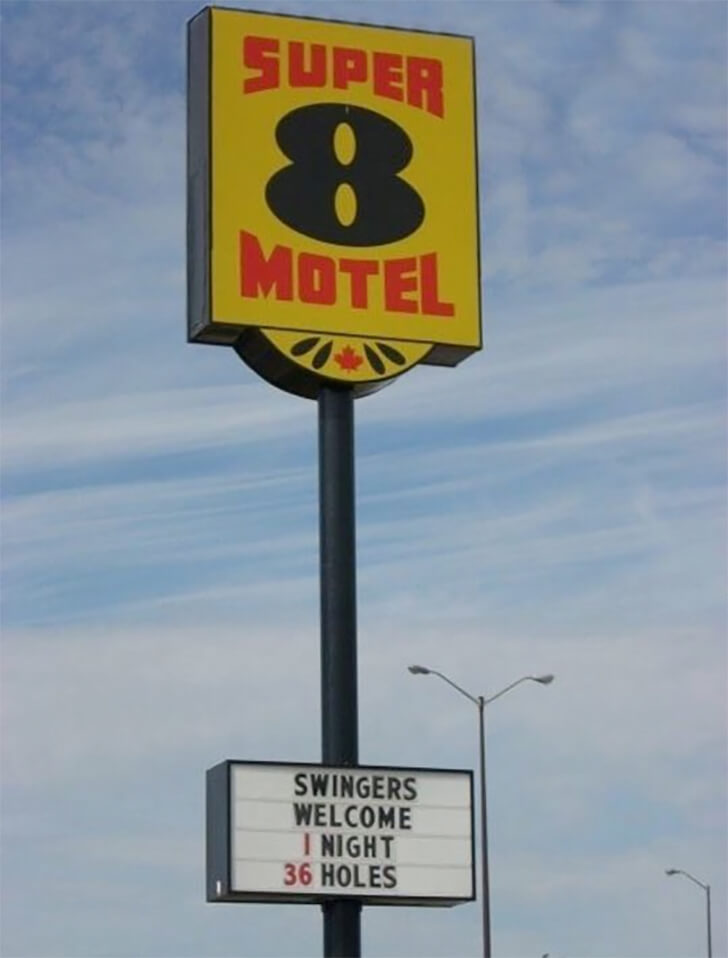 SUPER
8
MOTEL
SWINGERS
WELCOME
1 NIGHT
36 HOLES